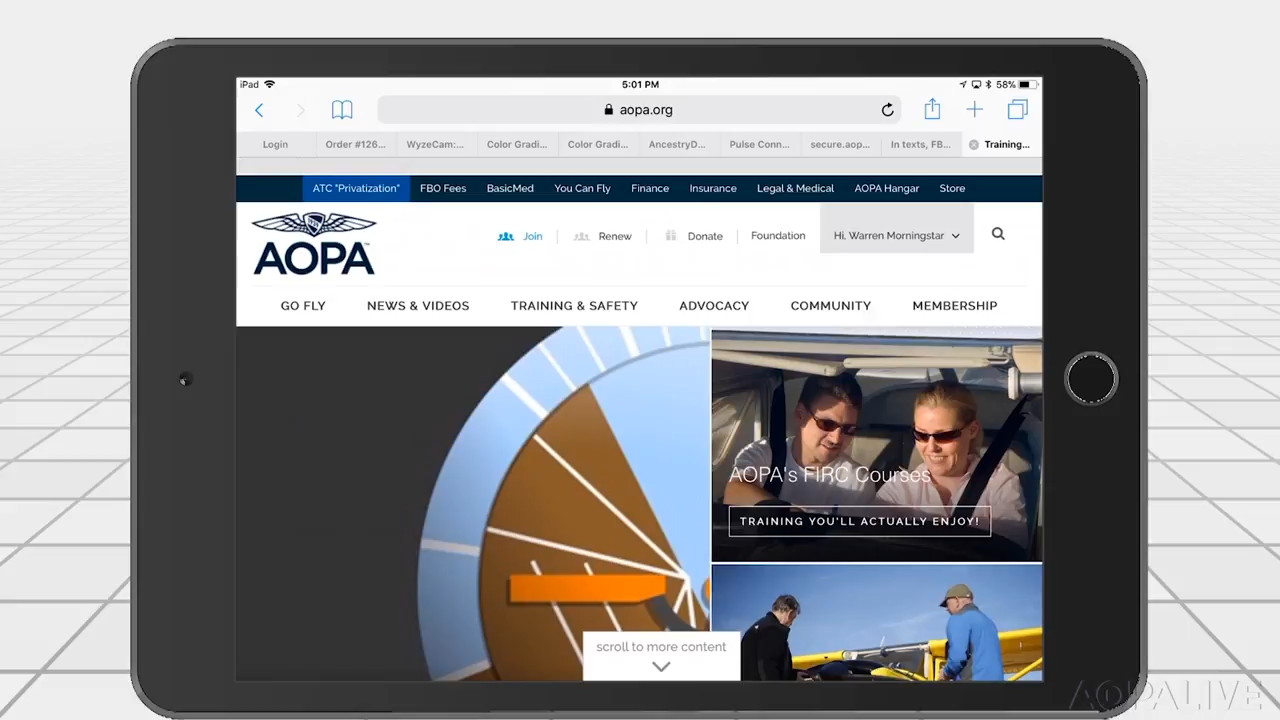 iPad 5:01 PM 58%
aopa.org
Login Order #126... WyzeCam:... Color Gradi... Color Gradi... AncestryD... Pulse Conn... secure.aop... In texts, FB... Training...
ATC "Privatization" FBO Fees BasicMed You Can Fly Finance Insurance Legal & Medical AOPA Hangar Store
AOPA
Join Renew Donate Foundation Hi, Warren Morningstar
GO FLY NEWS & VIDEOS TRAINING & SAFETY ADVOCACY COMMUNITY MEMBERSHIP
AOPA's FIRC Courses
TRAINING YOU'LL ACTUALLY ENJOY!
scroll to more content
AOPALIVE